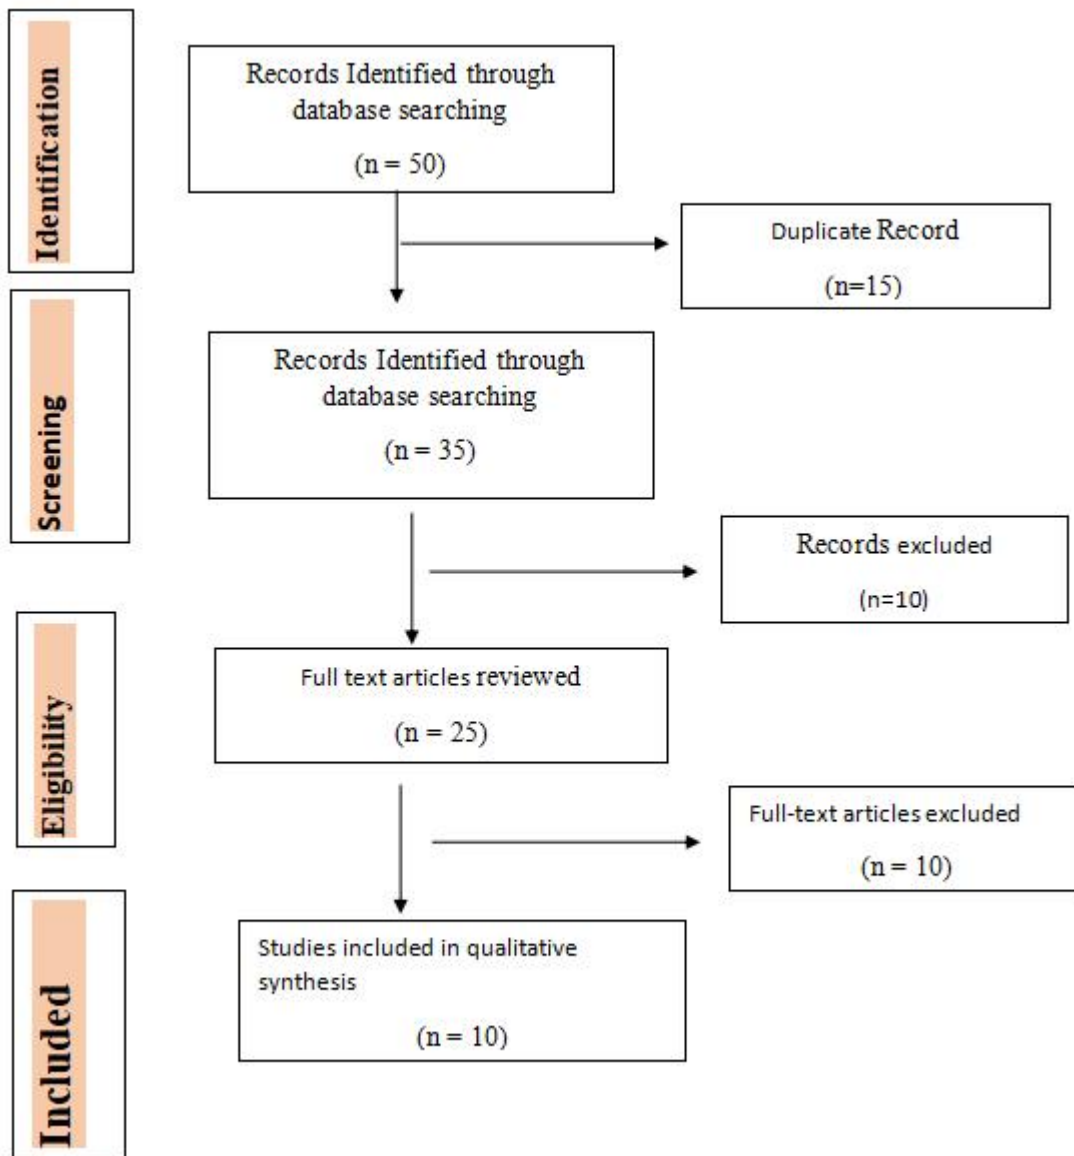 Identification
Records Identified through
database searching
(n = 50)
Duplicate Record
(n=15)
Screening
Records Identified through
database searching
(n = 35)
Records excluded
(n=10)
Eligibility
Full text articles reviewed
(n = 25)
Full-text articles excluded
(n = 10)
Included
Studies included in qualitative
synthesis
(n = 10)